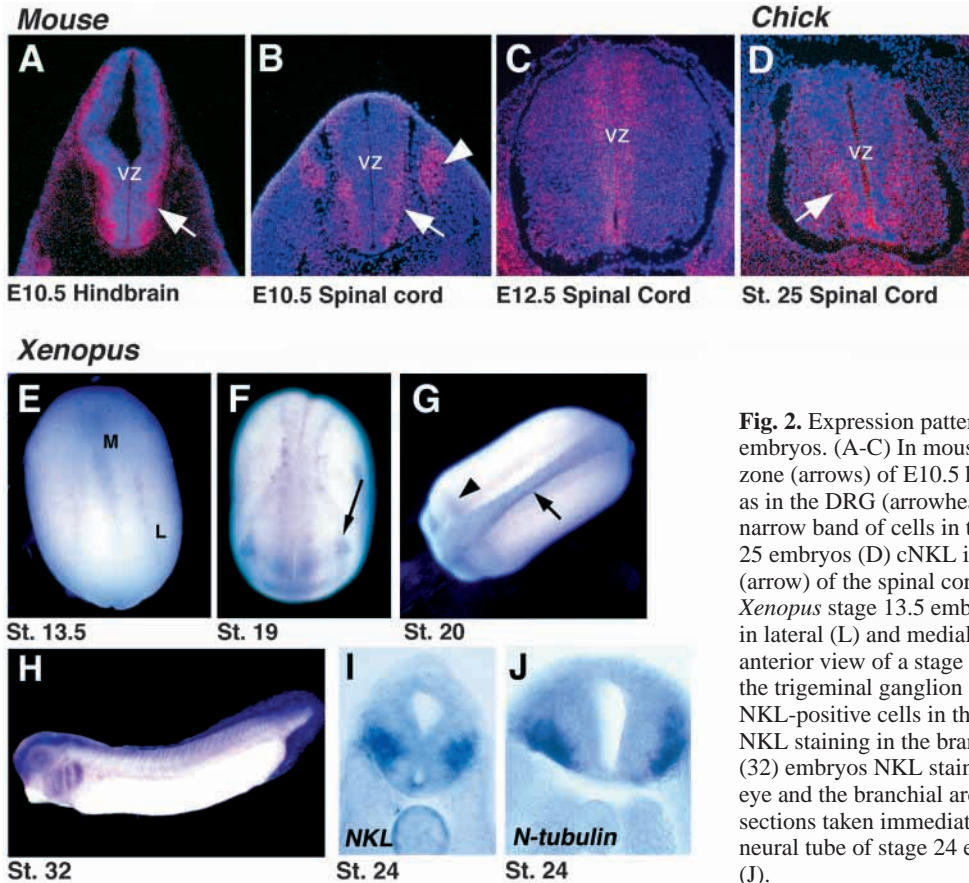 Mouse
Chick
A
B
C
D
vz
vz
vz
vz
E10.5 Hindbrain
E10.5 Spinal cord
E12.5 Spinal Cord
St. 25 Spinal Cord
Xenopus
E
F
G
M
L
St. 13.5
St. 19
St. 20
H
I
J
NKL
N-tubulin
St. 32
St. 24
St. 24
Fig. 2. Expression patter
embryos. (A-C) In mous
zone (arrows) of E10.5 h
as in the DRG (arrowhea
narrow band of cells in t
25 embryos (D) cNKL i
(arrow) of the spinal cor
Xenopus stage 13.5 emb
in lateral (L) and medial
anterior view of a stage
the trigeminal ganglion
NKL-positive cells in th
NKL staining in the bran
(32) embryos NKL stain
eye and the branchial ar
sections taken immediat
neural tube of stage 24 e
(J).